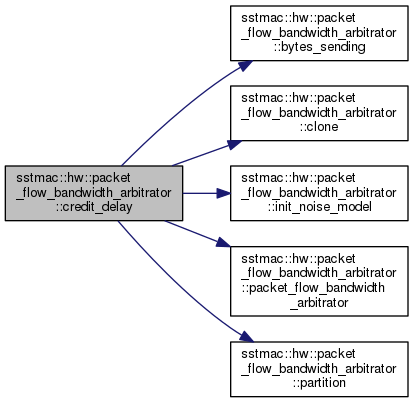 sstmac::hw::packet
_flow_bandwidth_arbitrator
::bytes_sending
sstmac::hw::packet
_flow_bandwidth_arbitrator
::clone
sstmac::hw::packet
_flow_bandwidth_arbitrator
::credit_delay
sstmac::hw::packet
_flow_bandwidth_arbitrator
::init_noise_model
sstmac::hw::packet
_flow_bandwidth_arbitrator
::packet_flow_bandwidth
_arbitrator
sstmac::hw::packet
_flow_bandwidth_arbitrator
::partition